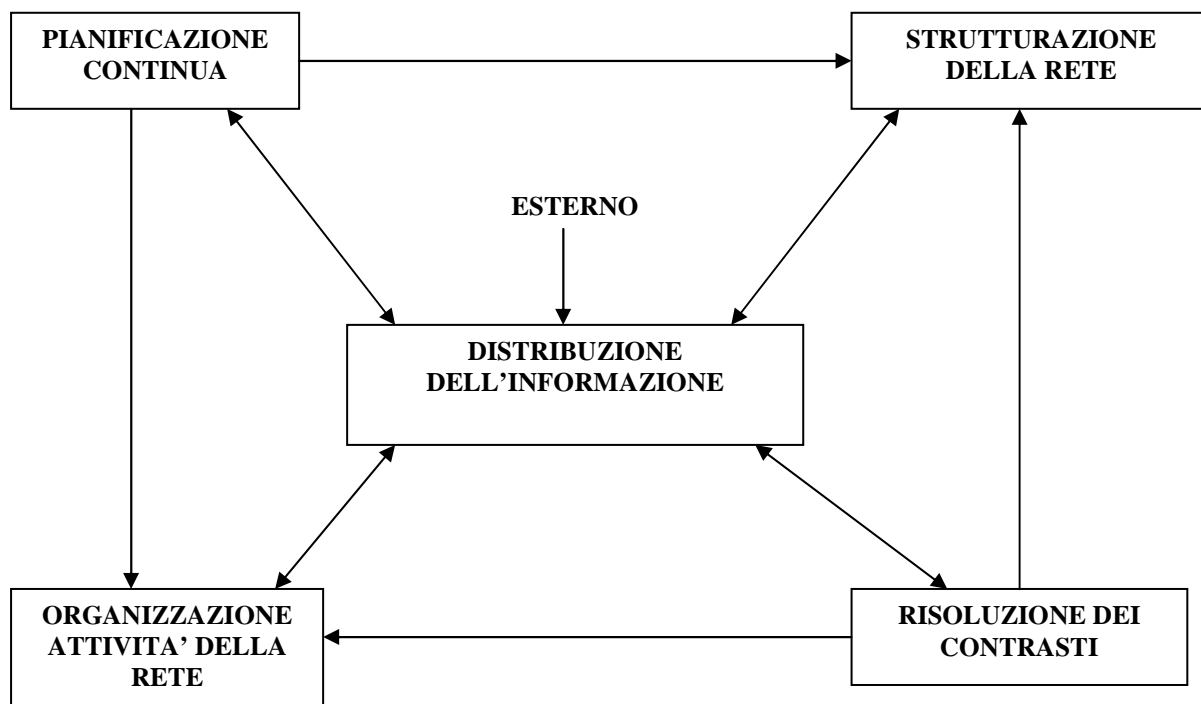 PIANIFICAZIONE
CONTINUA
STRUTTURAZIONE
DELLA RETE
ESTERNO
DISTRIBUZIONE
DELL’INFORMAZIONE
ORGANIZZAZIONE
ATTIVITA’ DELLA
RETE
RISOLUZIONE DEI
CONTRASTI